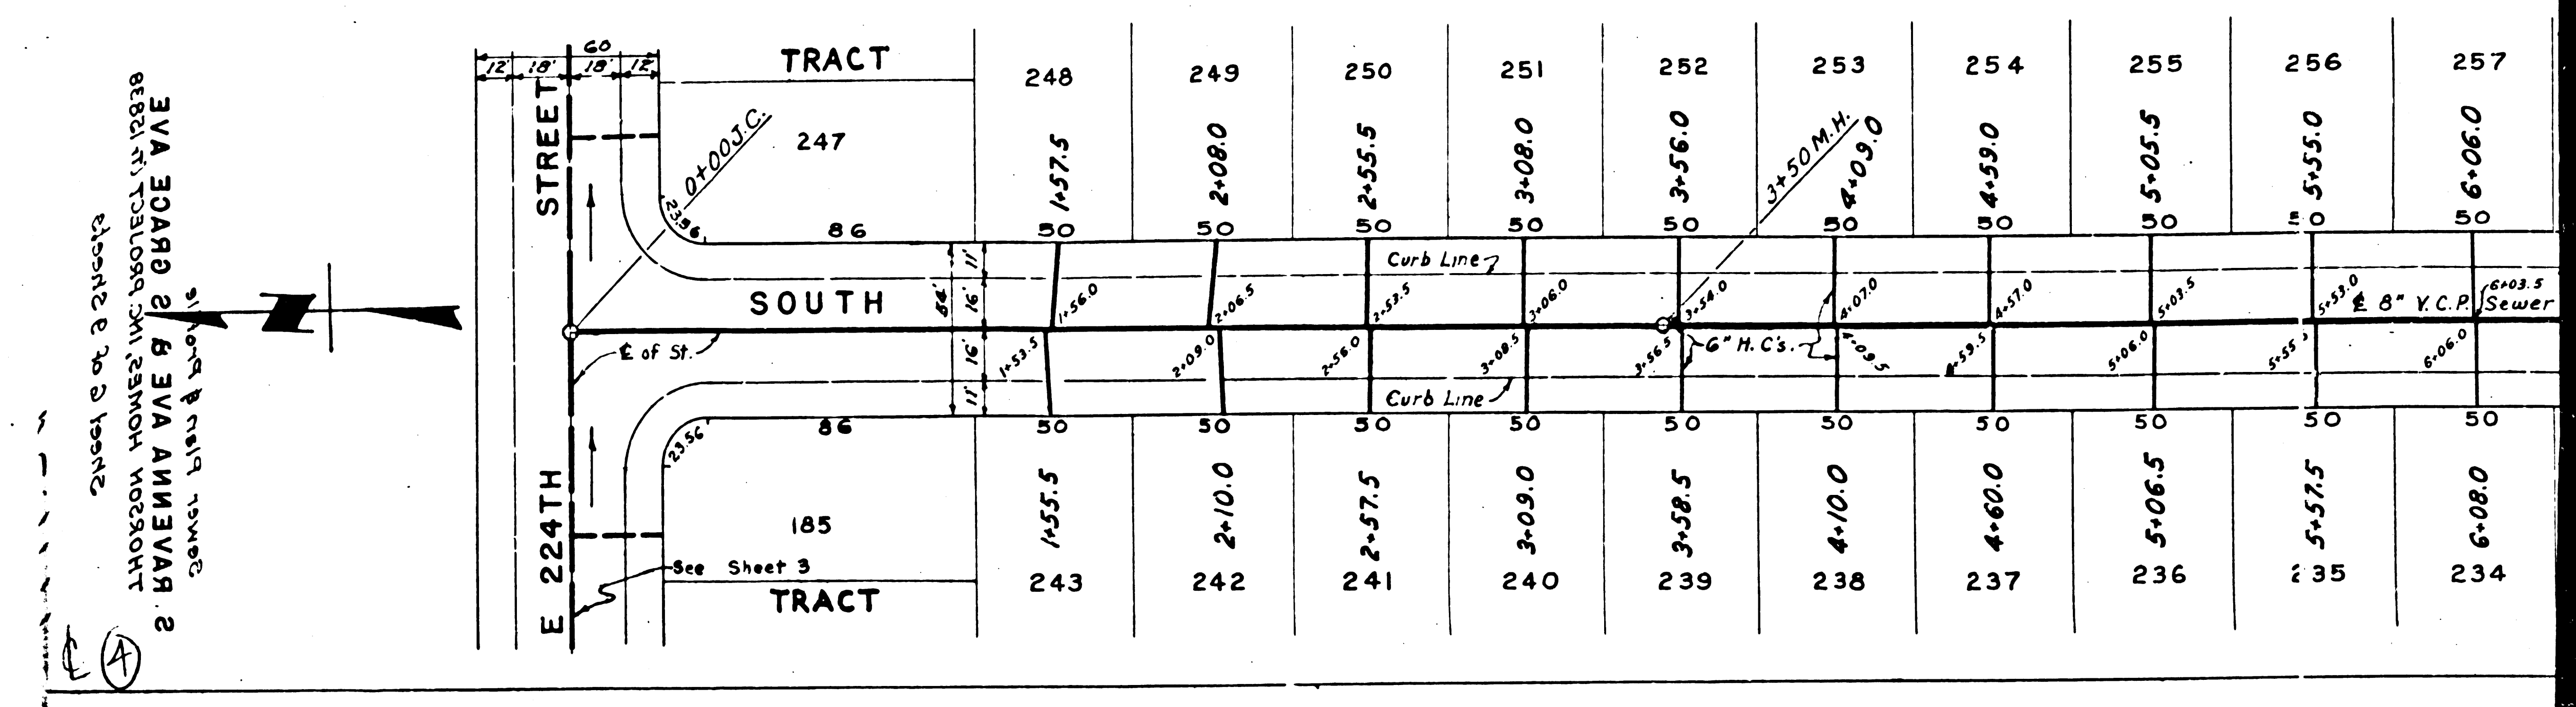 S. RAVENNA AVE & S GRACE AVE
THORSON HOMES, INC. PROJECT
Sewer Plan & Profile
Sheet 6 of 6 Sheets
4
60
12' 18' 18' 12'
TRACT
STREET
0+00 J.C.
247
23.56
86
248 249 250 251 252 253 254 255 256 257
1+57.5 2+08.0 2+55.5 3+08.0 3+56.0 4+09.0 4+59.0 5+05.5 5+55.0 6+06.0
3+50 M.H.
50 50 50 50 50 50 50 50 50 50
Curb Line
11'
54'
16'
SOUTH
1+56.0 2+06.5 2+53.5 3+06.0 3+54.0 4+07.0 4+57.0 5+03.5 5+53.0 6+03.5
℄ 8" V.C.P. Sewer
℄ of St.
16'
1+53.5 2+09.0 2+56.0 3+08.5 3+56.5 6" H.C's. 4+09.5 4+59.5 5+06.0 5+55 6+06.0
11'
Curb Line
23.56
86
50 50 50 50 50 50 50 50 50 50
1+55.5 2+10.0 2+57.5 3+09.0 3+58.5 4+10.0 4+60.0 5+06.5 5+57.5 6+08.0
185
E 224TH
See Sheet 3
TRACT
243 242 241 240 239 238 237 236 235 234